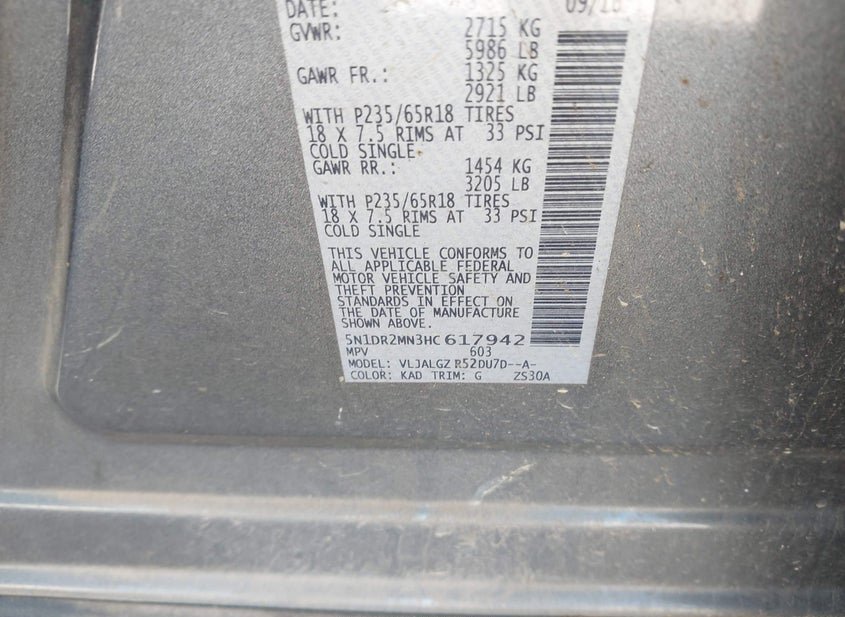 DATE: 09/16
GVWR: 2715 KG
5986 LB
GAWR FR.: 1325 KG
2921 LB
WITH P235/65R18 TIRES
18 X 7.5 RIMS AT 33 PSI
COLD SINGLE
GAWR RR.: 1454 KG
3205 LB
WITH P235/65R18 TIRES
18 X 7.5 RIMS AT 33 PSI
COLD SINGLE
THIS VEHICLE CONFORMS TO
ALL APPLICABLE FEDERAL
MOTOR VEHICLE SAFETY AND
THEFT PREVENTION
STANDARDS IN EFFECT ON
THE DATE OF MANUFACTURE
SHOWN ABOVE.
5N1DR2MN3HC617942
MPV 603
MODEL: VLJALGZ R52DU7D--A-
COLOR: KAD TRIM: G ZS30A